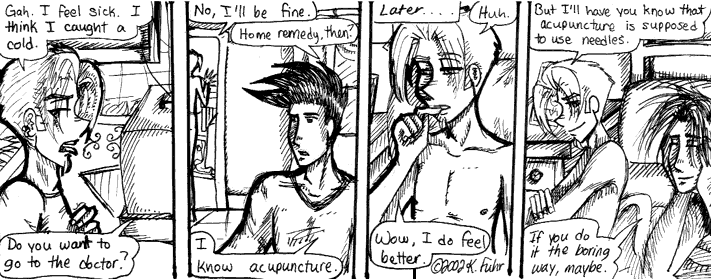 Gah. I feel sick. I
think I caught a
cold.
Do you want to
go to the doctor?
No, I'll be fine.
Home remedy, then?
I
know acupuncture.
Later....
Huh.
Wow, I do feel
better.
©2002 K. Fuhr
But I'll have you know that
acupuncture is supposed
to use needles.
If you do
it the boring
way, maybe.